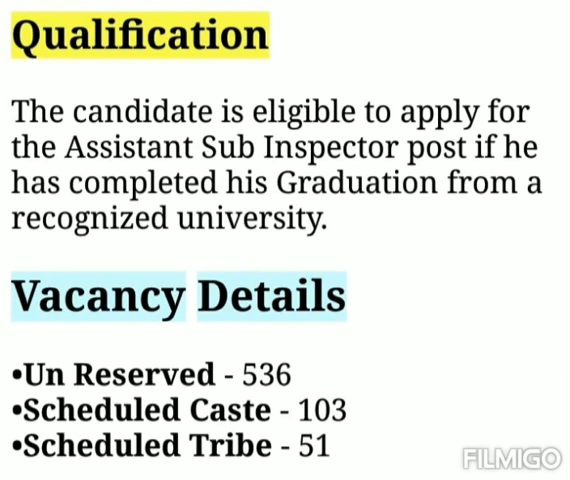 Qualification
The candidate is eligible to apply for
the Assistant Sub Inspector post if he
has completed his Graduation from a
recognized university.
Vacancy Details
•Un Reserved - 536
•Scheduled Caste - 103
•Scheduled Tribe - 51
FILMIGO